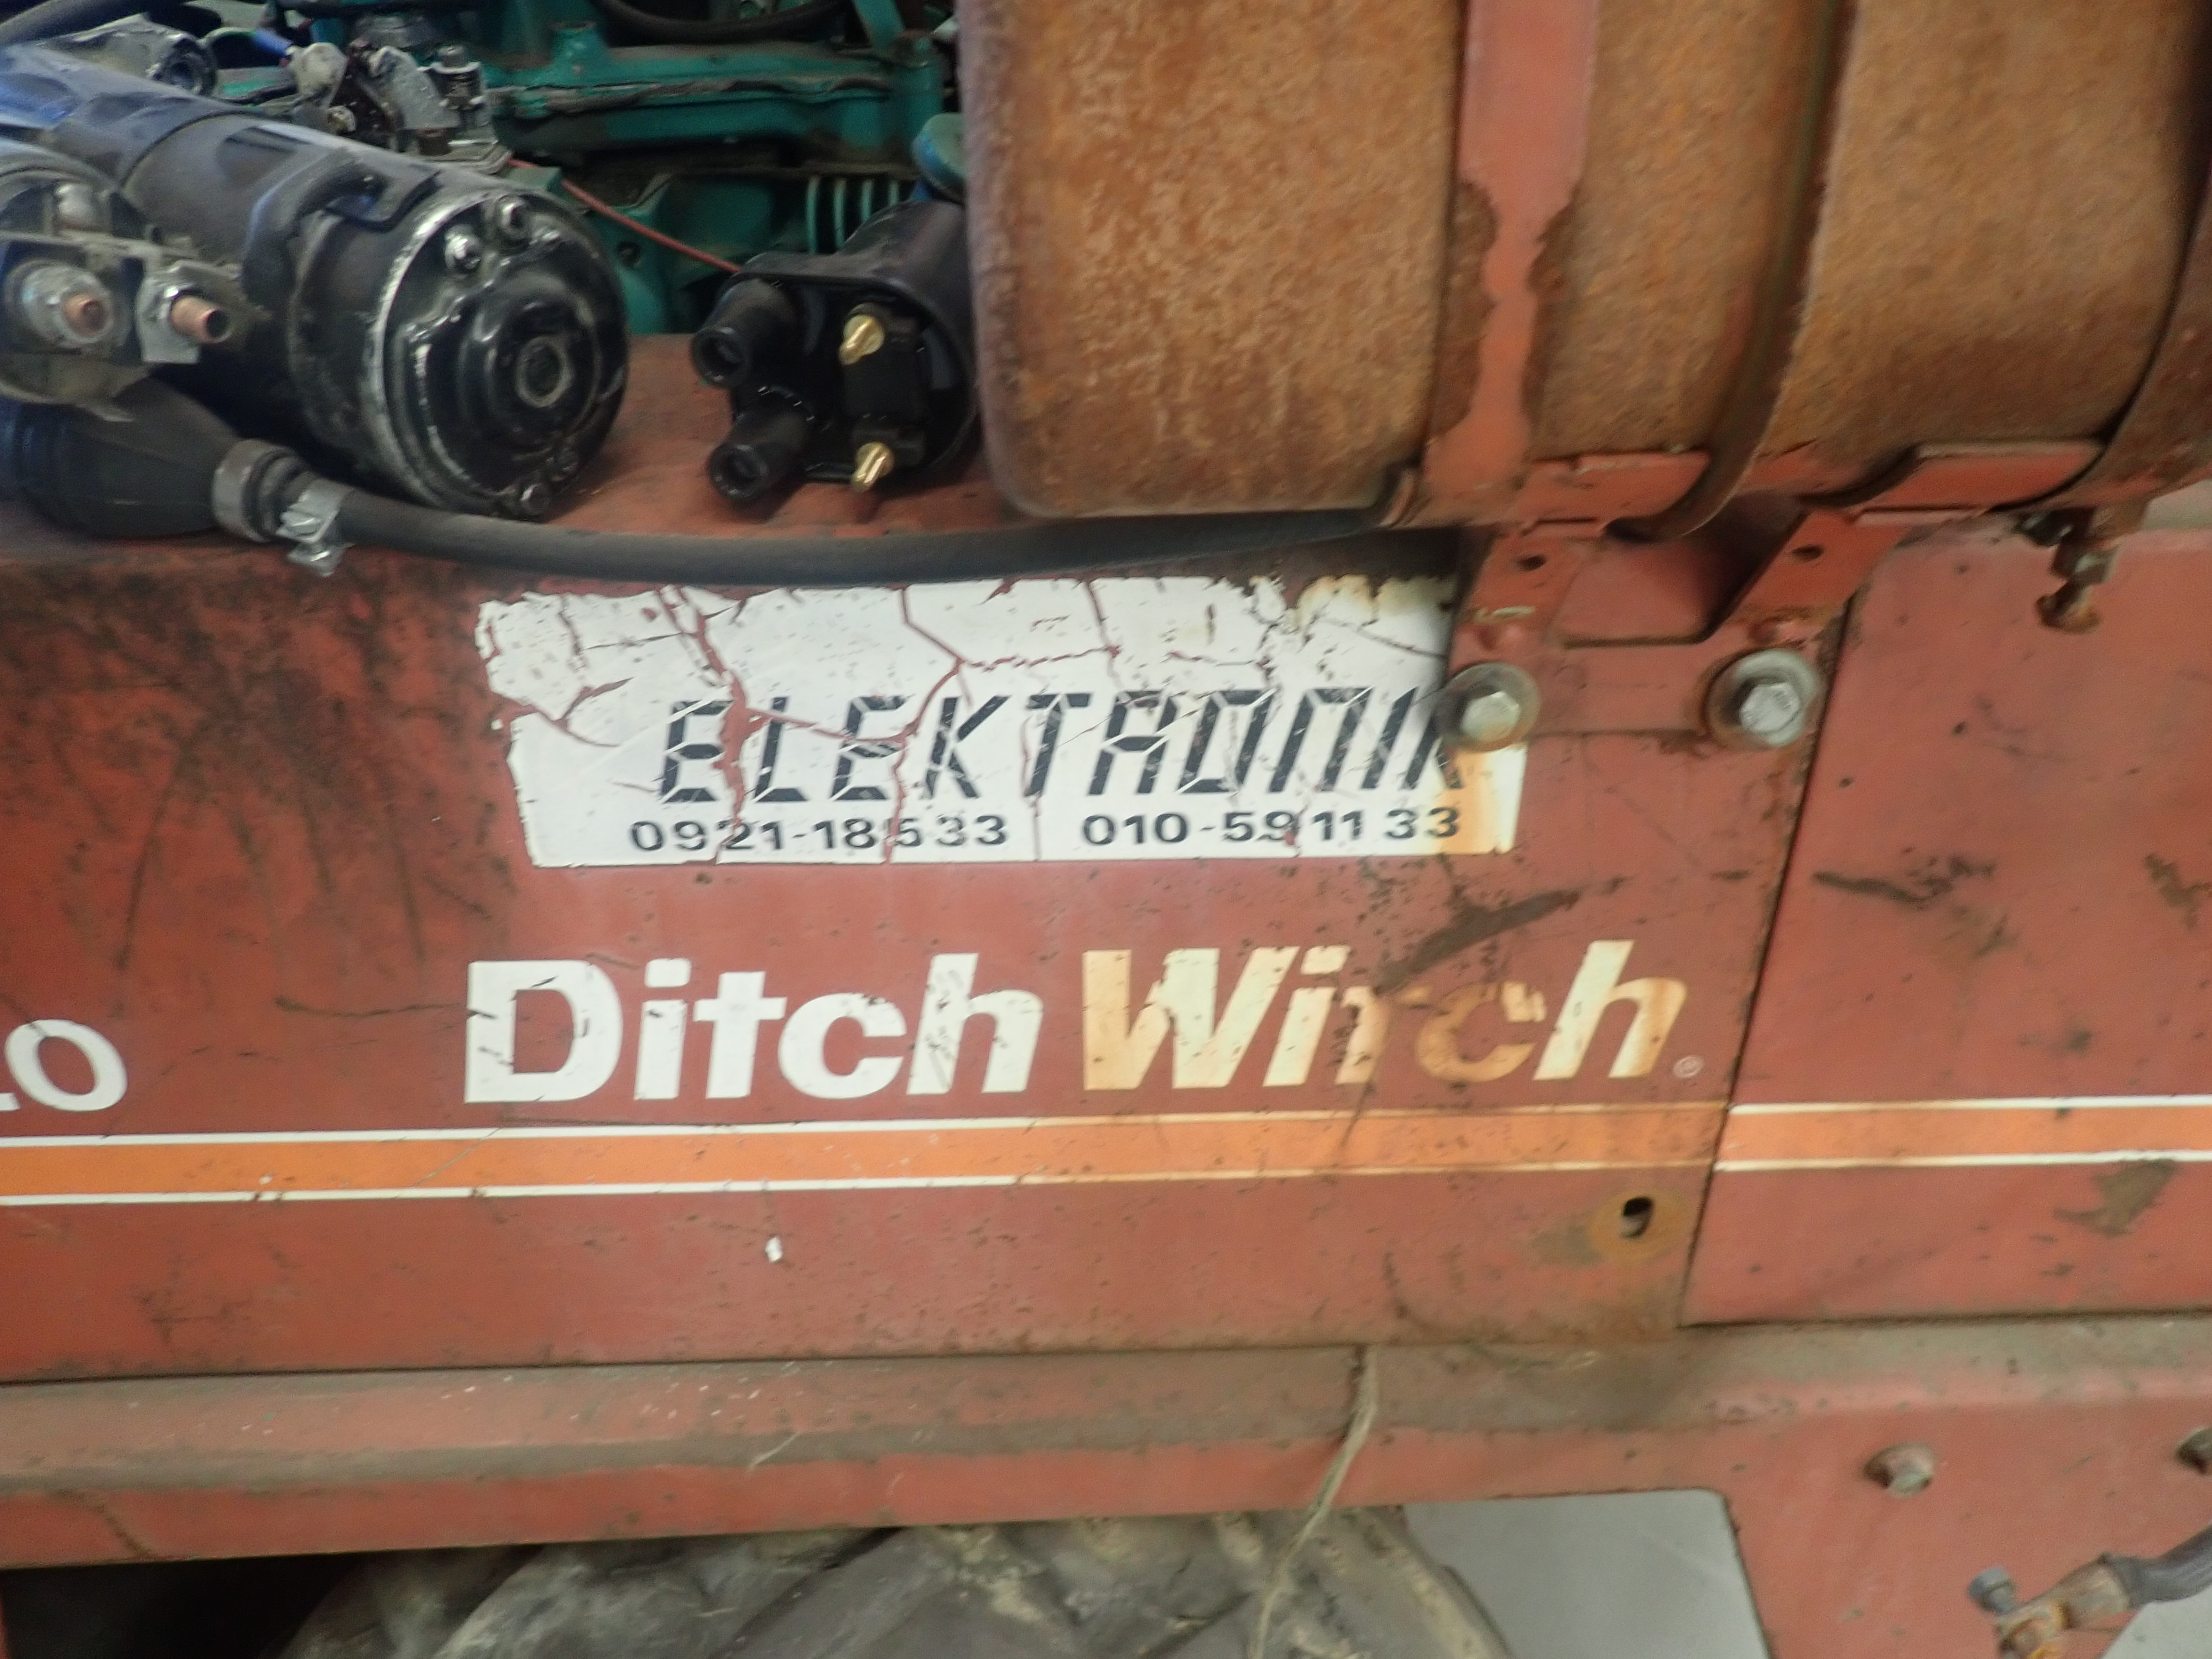 ELEKTRONIK
0921-18533 010-591133
Ditch Witch®